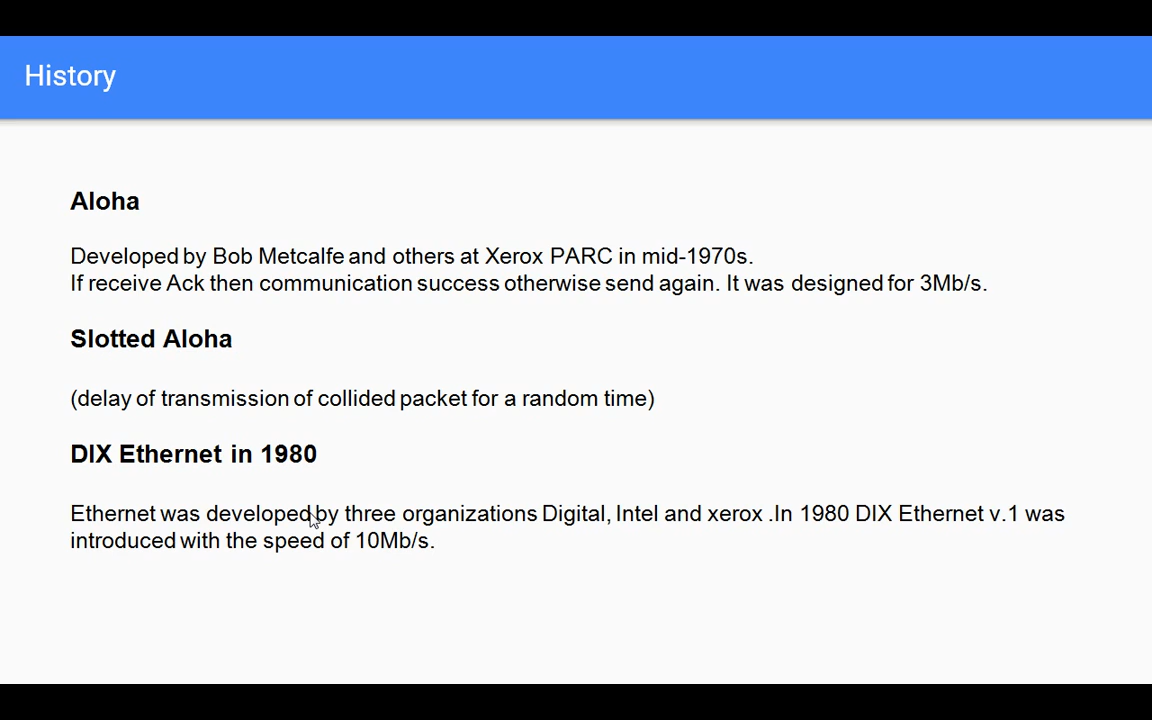 History
Aloha
Developed by Bob Metcalfe and others at Xerox PARC in mid-1970s.
If receive Ack then communication success otherwise send again. It was designed for 3Mb/s.
Slotted Aloha
(delay of transmission of collided packet for a random time)
DIX Ethernet in 1980
Ethernet was developed by three organizations Digital, Intel and xerox .In 1980 DIX Ethernet v.1 was
introduced with the speed of 10Mb/s.